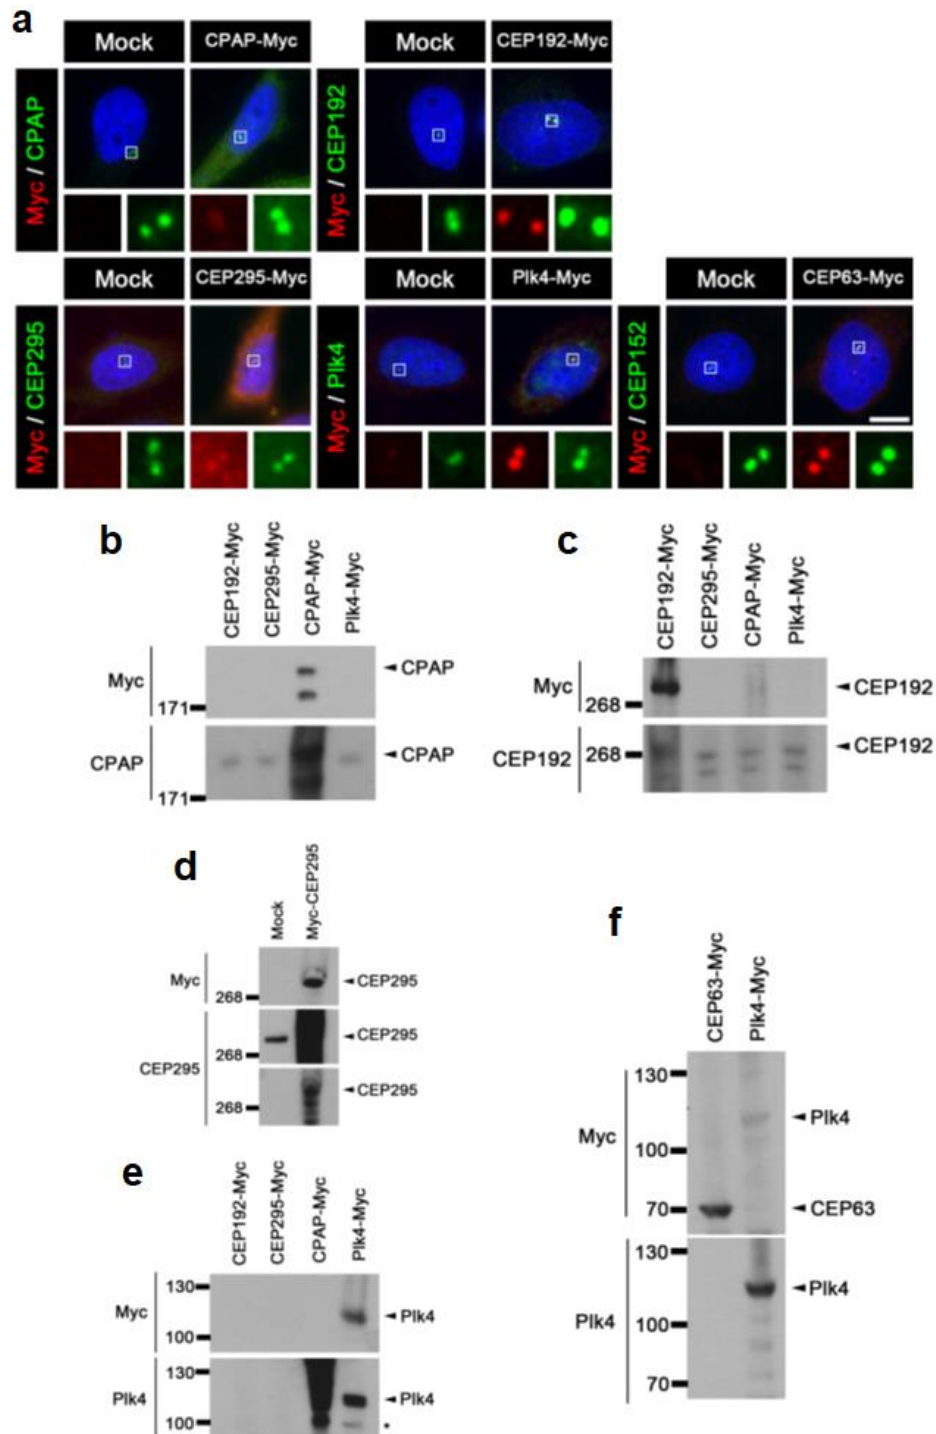 a
Mock
CPAP-Myc
Mock
CEP192-Myc
Myc / CPAP
Myc / CEP192
Mock
CEP295-Myc
Mock
Plk4-Myc
Mock
CEP63-Myc
Myc / CEP295
Myc / Plk4
Myc / CEP152
b
CEP192-Myc
CEP295-Myc
CPAP-Myc
Plk4-Myc
Myc
171
CPAP
CPAP
171
CPAP
c
CEP192-Myc
CEP295-Myc
CPAP-Myc
Plk4-Myc
Myc
268
CEP192
CEP192
268
CEP192
d
Mock
Myc-CEP295
Myc
268
CEP295
CEP295
268
CEP295
268
CEP295
e
CEP192-Myc
CEP295-Myc
CPAP-Myc
Plk4-Myc
Myc
130
100
Plk4
Plk4
130
100
Plk4
*
f
CEP63-Myc
Plk4-Myc
Myc
130
100
70
Plk4
CEP63
Plk4
130
100
70
Plk4